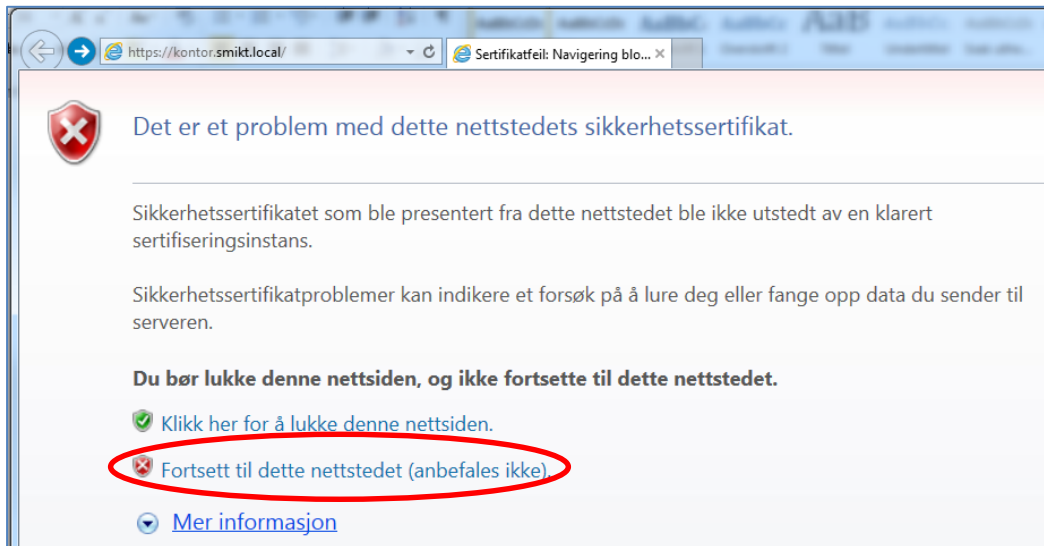 https://kontor.smikt.local/
Sertifikatfeil: Navigering blo...
Det er et problem med dette nettstedets sikkerhetssertifikat.
Sikkerhetssertifikatet som ble presentert fra dette nettstedet ble ikke utstedt av en klarert
sertifiseringsinstans.
Sikkerhetssertifikatproblemer kan indikere et forsøk på å lure deg eller fange opp data du sender til
serveren.
Du bør lukke denne nettsiden, og ikke fortsette til dette nettstedet.
Klikk her for å lukke denne nettsiden.
Fortsett til dette nettstedet (anbefales ikke).
Mer informasjon